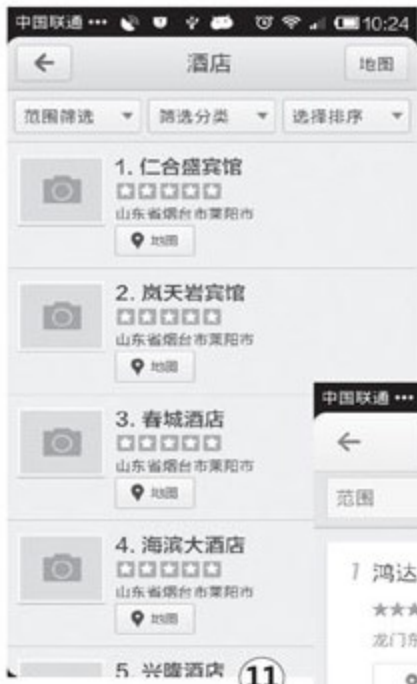 中国联通 ••• 10:24
酒店
地图
范围筛选
筛选分类
选择排序
1. 仁合盛宾馆
山东省烟台市莱阳市
地图
2. 岚天岩宾馆
山东省烟台市莱阳市
地图
3. 春城酒店
山东省烟台市莱阳市
地图
4. 海滨大酒店
山东省烟台市莱阳市
地图
5. 兴隆酒店
11
中国联通 •••
范围
1 鸿达
龙门东